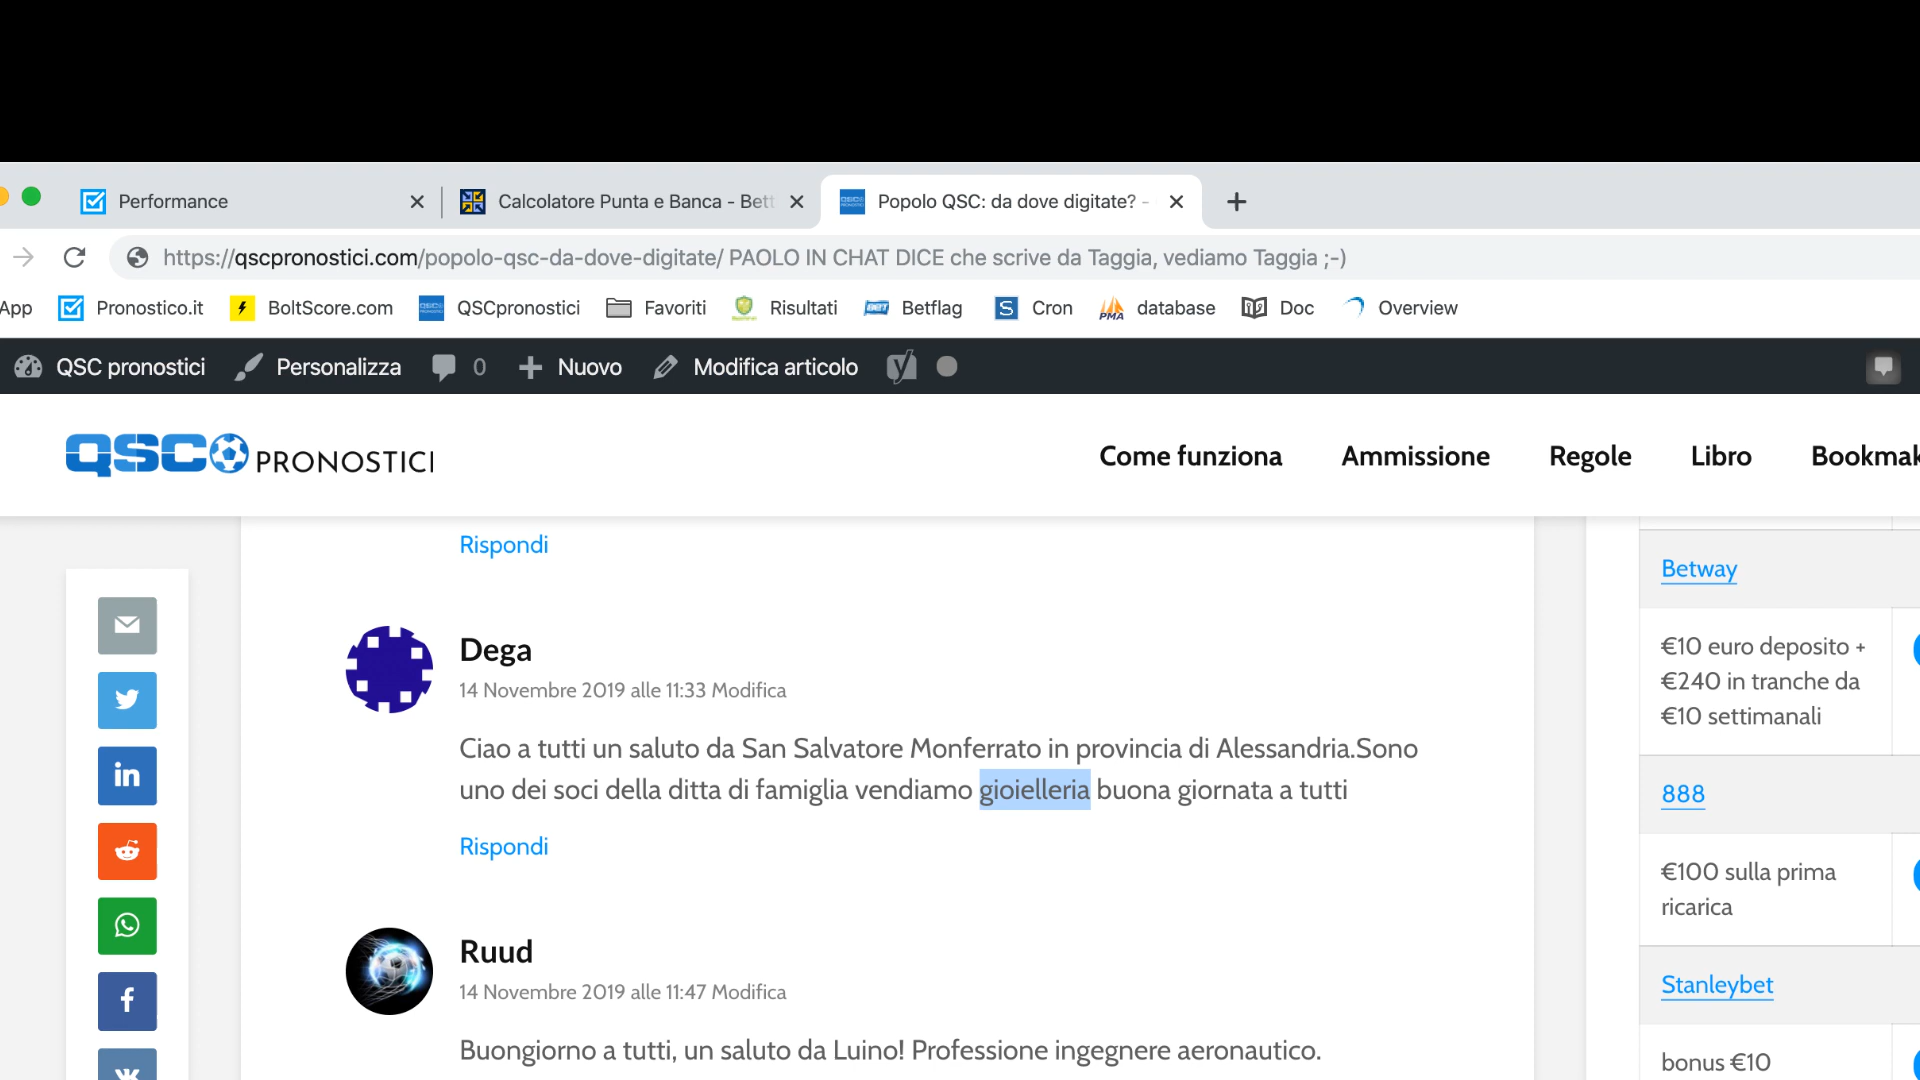 Performance
Calcolatore Punta e Banca - Bett
Popolo QSC: da dove digitate? -
https://qscpronostici.com/popolo-qsc-da-dove-digitate/ PAOLO IN CHAT DICE che scrive da Taggia, vediamo Taggia ;-)
App
Pronostico.it
BoltScore.com
QSCpronostici
Favoriti
Risultati
Betflag
Cron
database
Doc
Overview
QSC pronostici
Personalizza
0
Nuovo
Modifica articolo
QSC PRONOSTICI
Come funziona
Ammissione
Regole
Libro
Bookmak
Rispondi
Dega
14 Novembre 2019 alle 11:33 Modifica
Ciao a tutti un saluto da San Salvatore Monferrato in provincia di Alessandria.Sono
uno dei soci della ditta di famiglia vendiamo gioielleria buona giornata a tutti
Rispondi
Ruud
14 Novembre 2019 alle 11:47 Modifica
Buongiorno a tutti, un saluto da Luino! Professione ingegnere aeronautico.
Betway
€10 euro deposito +
€240 in tranche da
€10 settimanali
888
€100 sulla prima
ricarica
Stanleybet
bonus €10